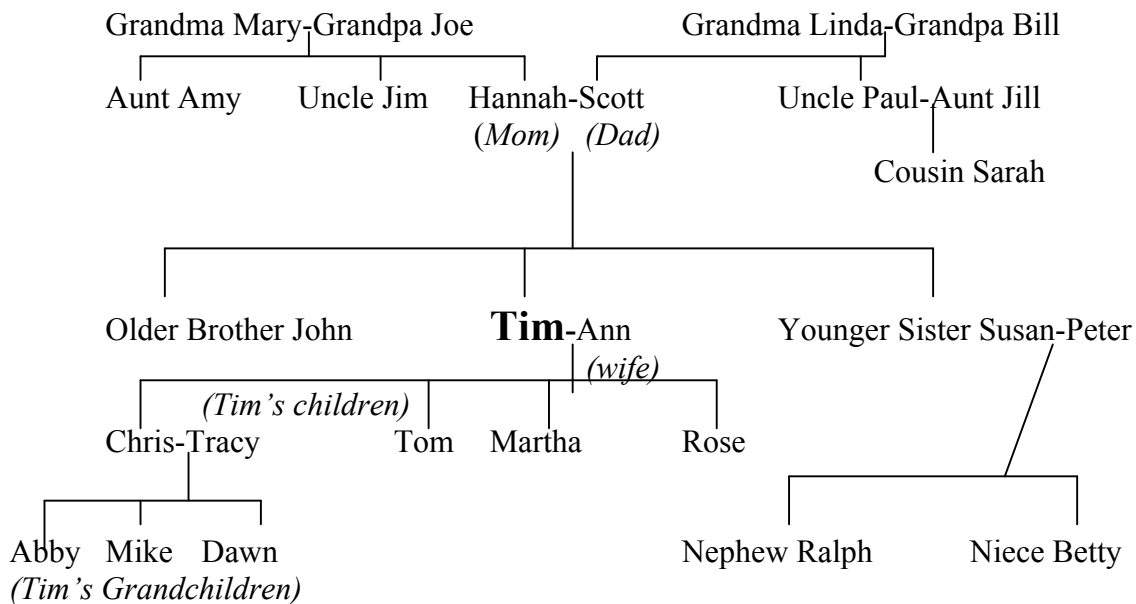 Grandma Mary-Grandpa Joe Grandma Linda-Grandpa Bill
Aunt Amy Uncle Jim Hannah-Scott Uncle Paul-Aunt Jill
(Mom) (Dad)
Cousin Sarah
Older Brother John Tim-Ann Younger Sister Susan-Peter
(wife)
(Tim’s children)
Chris-Tracy Tom Martha Rose
Abby Mike Dawn Nephew Ralph Niece Betty
(Tim’s Grandchildren)